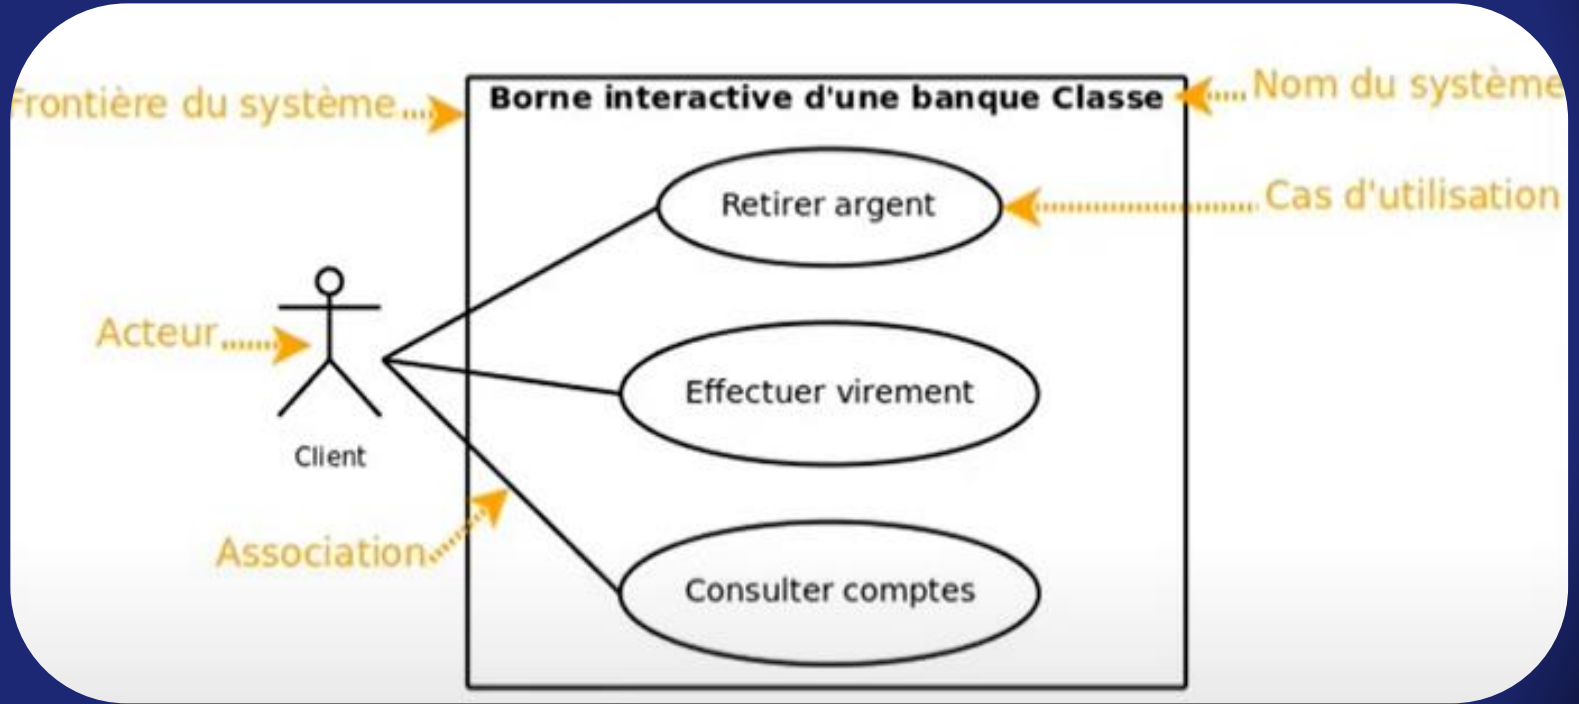 Frontière du système
Borne interactive d'une banque Classe
Nom du système
Retirer argent
Cas d'utilisation
Acteur
Effectuer virement
Client
Association
Consulter comptes